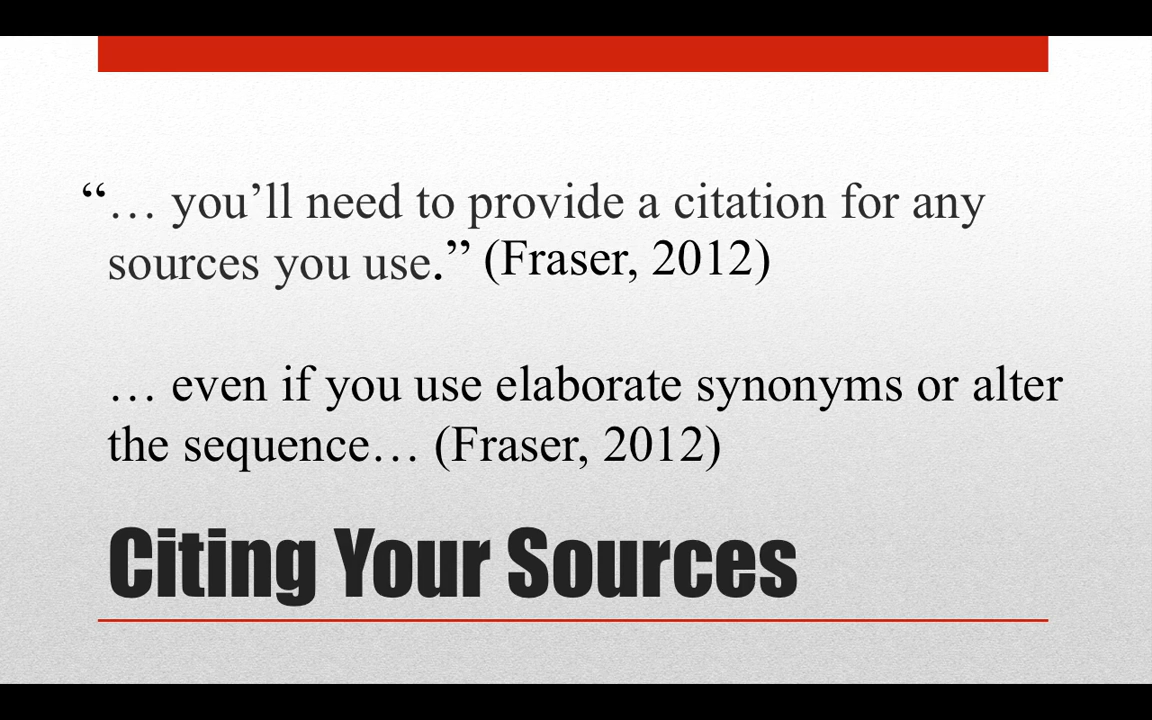 “… you’ll need to provide a citation for any
sources you use.” (Fraser, 2012)
… even if you use elaborate synonyms or alter
the sequence… (Fraser, 2012)
Citing Your Sources